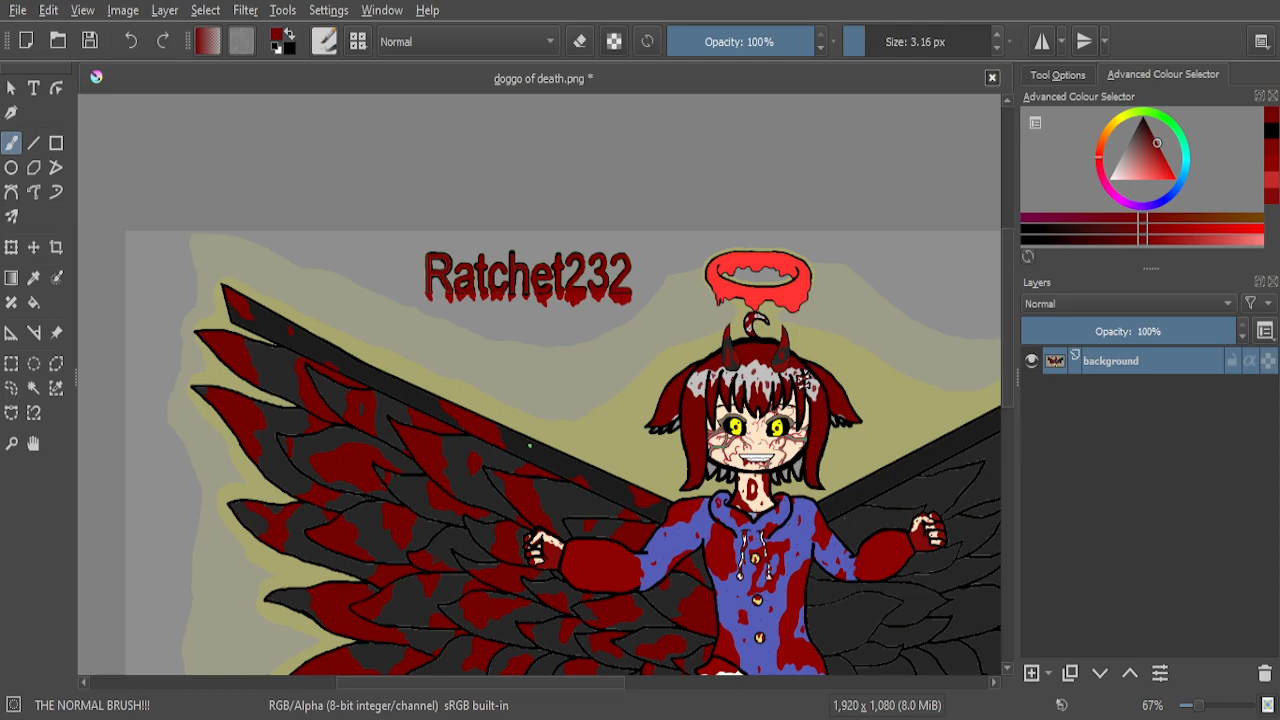 File Edit View Image Layer Select Filter Tools Settings Window Help
Normal
Opacity: 100%
Size: 3.16 px
doggo of death.png *
Tool Options
Advanced Colour Selector
Advanced Colour Selector
Ratchet232
Layers
Normal
Opacity: 100%
background
THE NORMAL BRUSH!!!
RGB/Alpha (8-bit integer/channel) sRGB built-in
1,920 x 1,080 (8.0 MiB)
67%